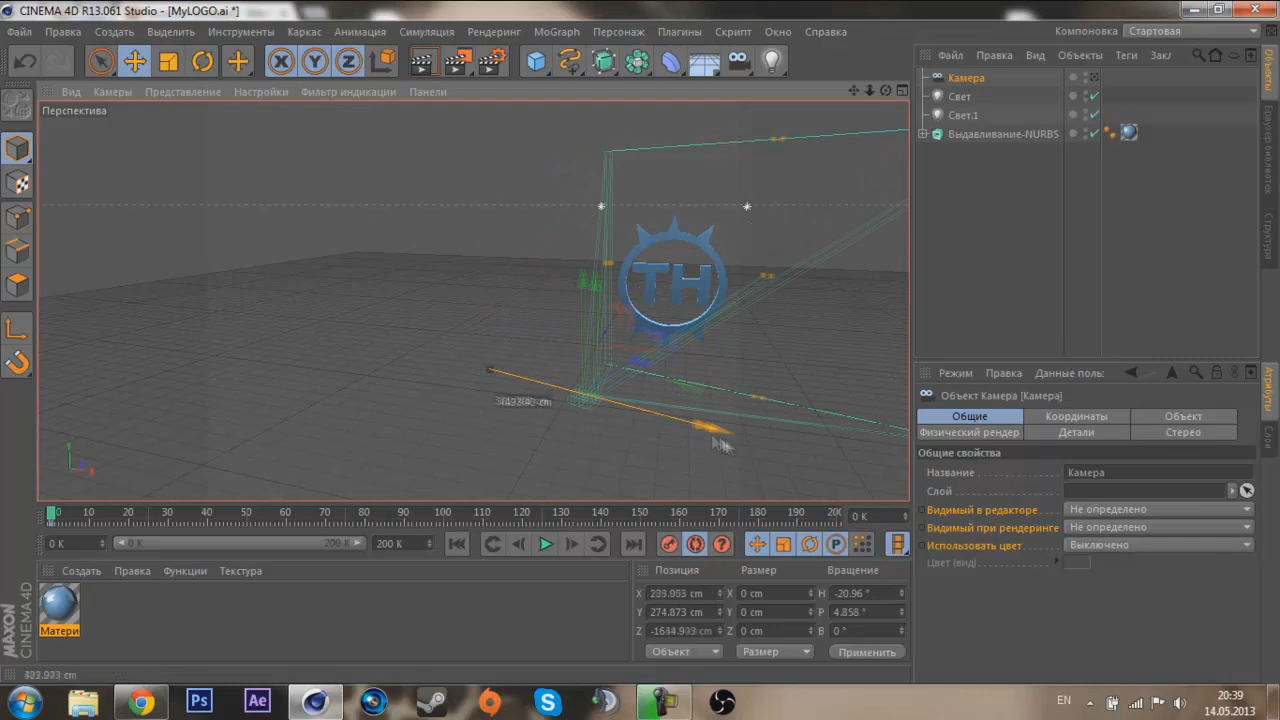 CINEMA 4D R13.061 Studio - [MyLOGO.ai *]
Файл Правка Создать Выделить Инструменты Каркас Анимация Симуляция Рендеринг MoGraph Персонаж Плагины Скрипт Окно Справка Компоновка Стартовая
Файл Правка Вид Объекты Теги Закл
Камера
Свет
Свет.1
Выдавливание-NURBS
Вид Камеры Представление Настройки Фильтр индикации Панели
Перспектива
TH
Объекты
Браузер библиотек
Структура
Режим Правка Данные поль:
Объект Камера [Камера]
Общие Координаты Объект
Физический рендер Детали Стерео
Общие свойства
Название Камера
Слой
Видимый в редакторе Не определено
Видимый при рендеринге Не определено
Использовать цвет Выключено
Цвет (вид)
Атрибуты
Слои
0 10 20 30 40 50 60 70 80 90 100 110 120 130 140 150 160 170 180 190 200 0 K
0 K 0 K 200 K 200 K
Создать Правка Функции Текстура
Матери
MAXON CINEMA 4D
Позиция Размер Вращение
X X 0 cm H -20.96 °
Y 274.873 cm Y 0 cm P 4.858 °
Z Z 0 cm B 0 °
Объект Размер Применить
Ps Ae
EN 20:39
14.05.2013